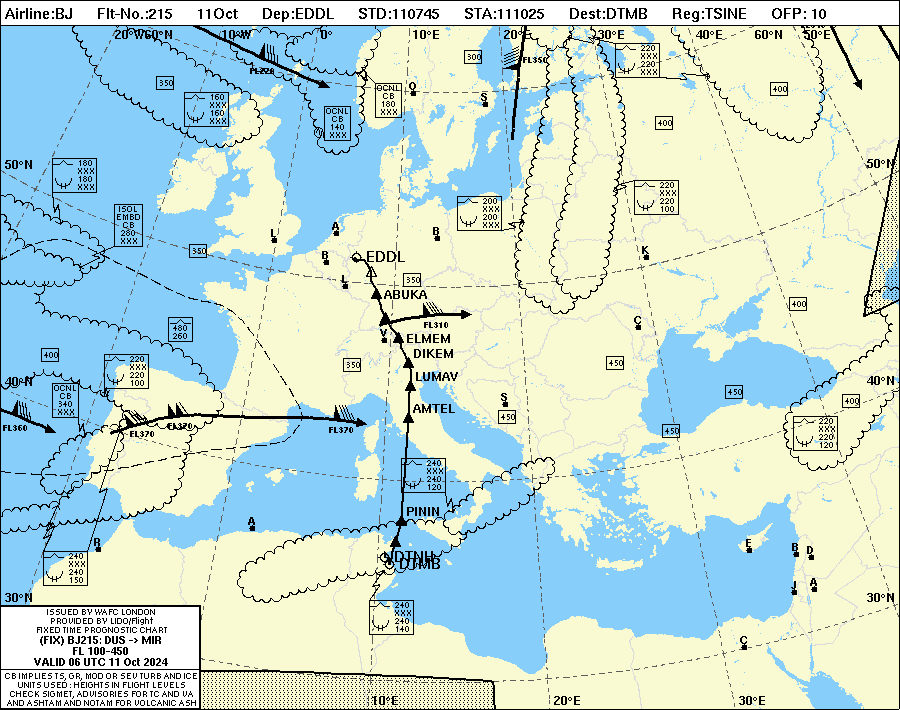 Airline:BJ Flt-No.:215 11Oct Dep:EDDL STD:110745 STA:111025 Dest:DTMB Reg:TSINE OFP: 10
20°W 60°N 10°W 0° 10°E 20°E 30°E 40°E 60°N 50°E
FL220
FL350
300
350
400
220
XXX
220
XXX
160
XXX
160
XXX
OCNL
CB
140
XXX
OCNL
CB
180
XXX
O
S
400
50°N
50°N
180
XXX
180
XXX
ISOL
EMBD
CB
280
XXX
200
XXX
200
XXX
220
XXX
220
100
L
A
B
B
K
350
EDDL
L
350
ABUKA
FL310
V
ELMEM
DIKEM
LUMAV
AMTEL
480
260
400
C
400
350
450
40°N
40°N
220
XXX
220
100
OCNL
CB
340
XXX
S
450
450
450
400
FL360
FL370
FL370
FL370
220
XXX
220
120
240
XXX
240
120
PININ
A
R
E
B
D
J
A
C
DTNH
DTMB
240
XXX
240
150
240
XXX
240
140
30°N
30°N
ISSUED BY WAFC LONDON
PROVIDED BY LIDO/Flight
FIXED TIME PROGNOSTIC CHART
(FIX) BJ215: DUS -> MIR
FL 100-450
VALID 06 UTC 11 Oct 2024
CB IMPLIES TS, GR, MOD OR SEV TURB AND ICE
UNITS USED : HEIGHTS IN FLIGHT LEVELS
CHECK SIGMET, ADVISORIES FOR TC AND VA
AND ASHTAM AND NOTAM FOR VOLCANIC ASH
10°E 20°E 30°E